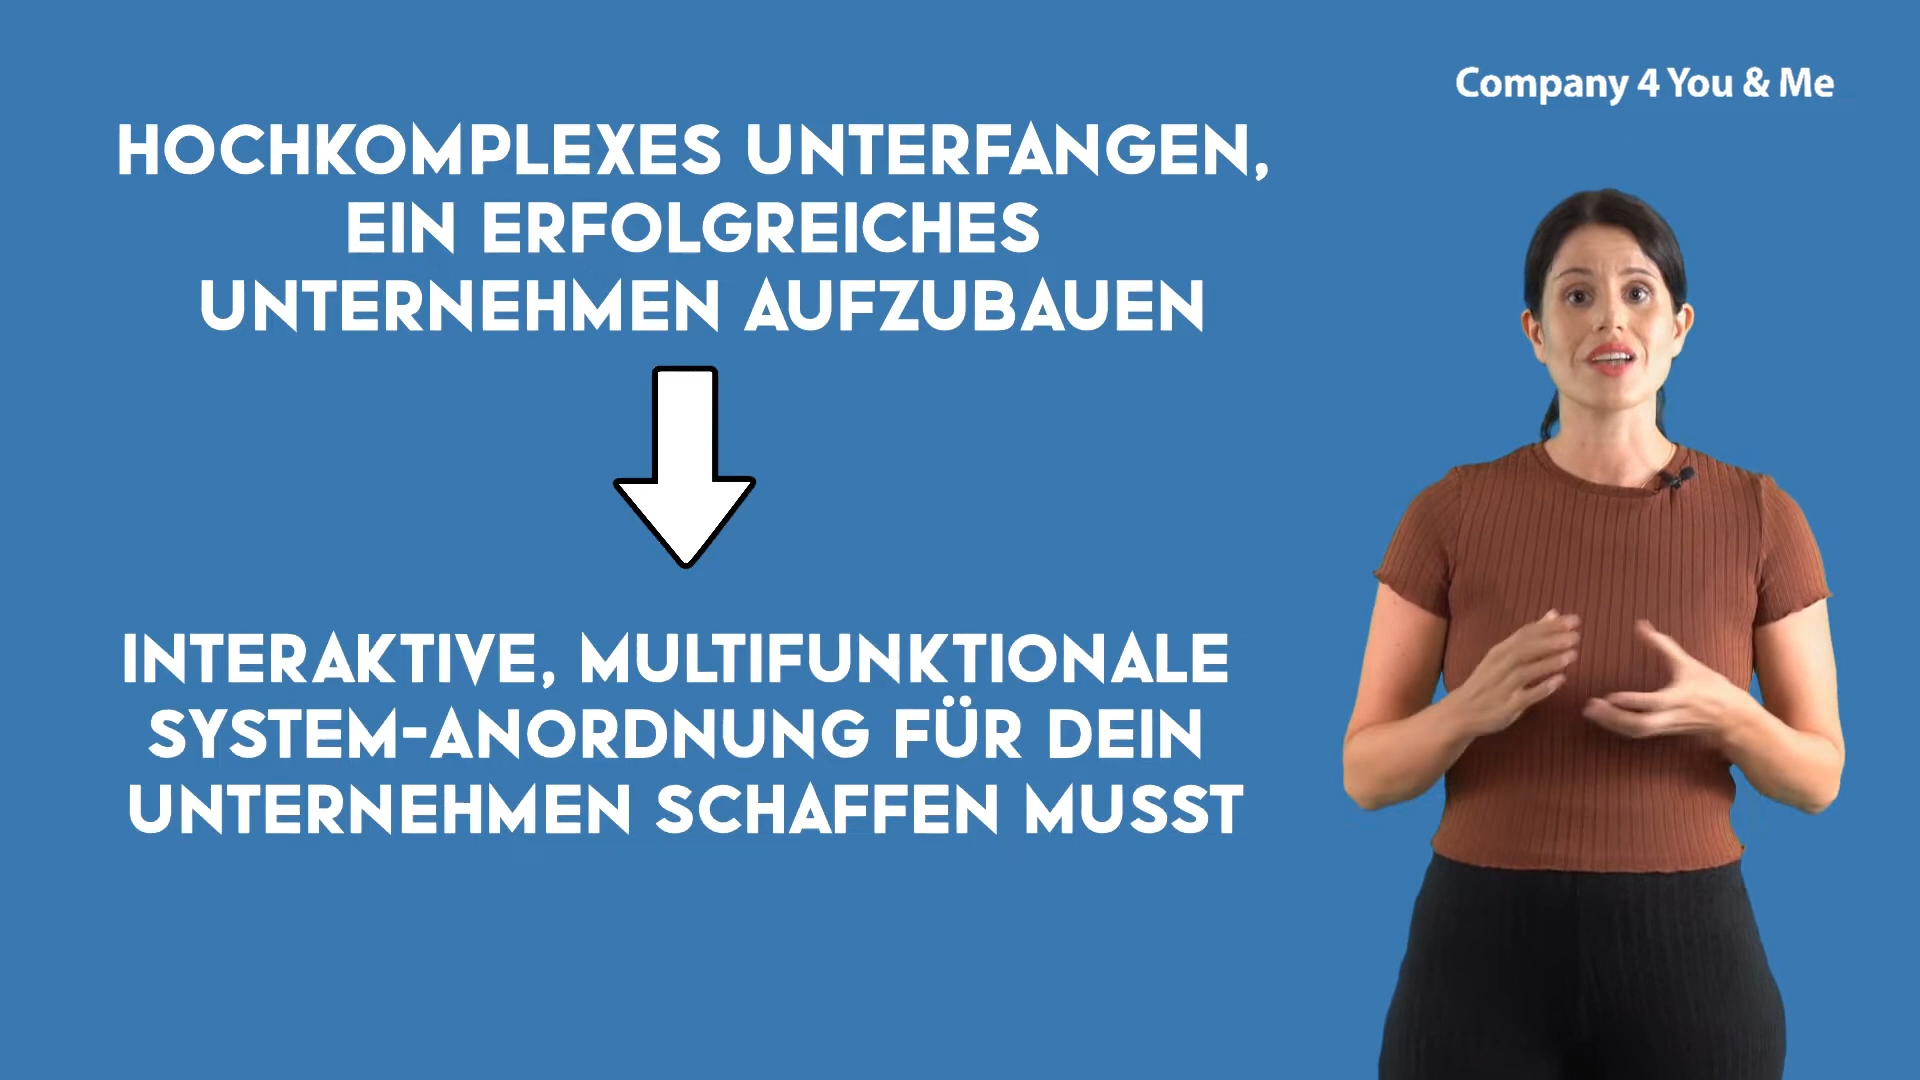 Company 4 You & Me
HOCHKOMPLEXES UNTERFANGEN,
EIN ERFOLGREICHES
UNTERNEHMEN AUFZUBAUEN
INTERAKTIVE, MULTIFUNKTIONALE
SYSTEM-ANORDNUNG FÜR DEIN
UNTERNEHMEN SCHAFFEN MUSST